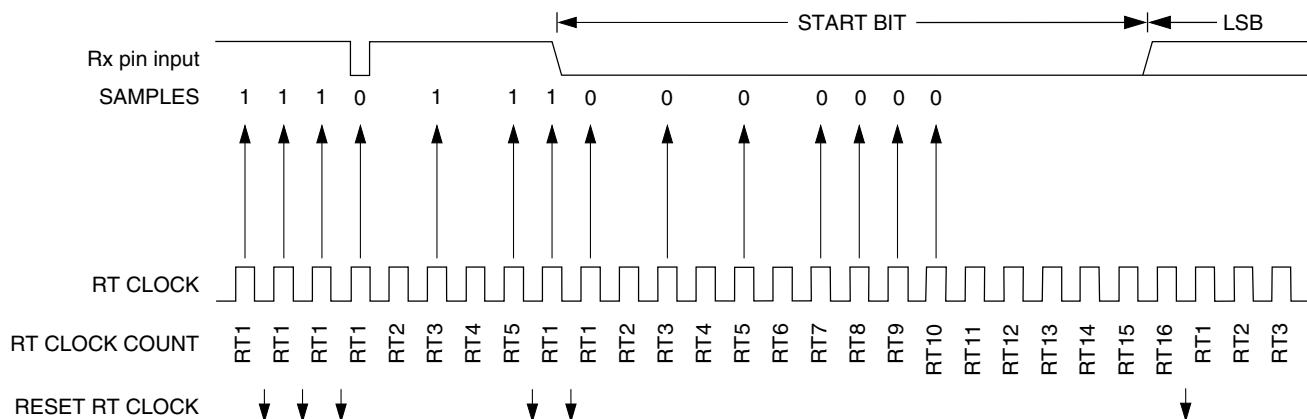 START BIT LSB
Rx pin input
SAMPLES 1 1 1 0 1 1 1 0 0 0 0 0 0 0
RT CLOCK
RT CLOCK COUNT RT1 RT1 RT1 RT1 RT2 RT3 RT4 RT5 RT1 RT1 RT2 RT3 RT4 RT5 RT6 RT7 RT8 RT9 RT10 RT11 RT12 RT13 RT14 RT15 RT16 RT1 RT2 RT3
RESET RT CLOCK